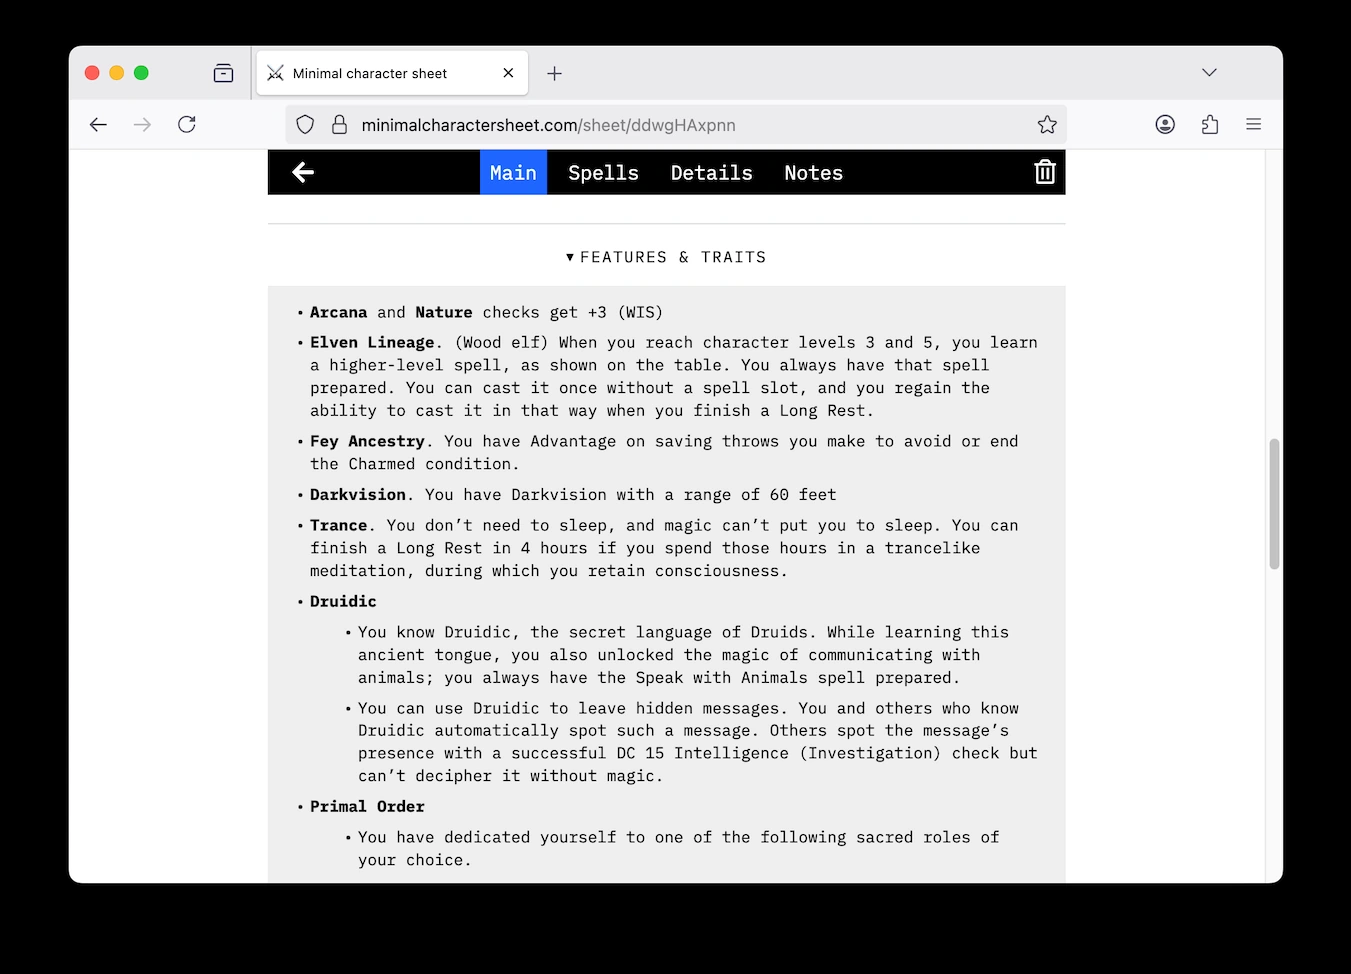 Minimal character sheet
minimalcharactersheet.com/sheet/ddwgHAxpnn
Main Spells Details Notes
▼ FEATURES & TRAITS
• Arcana and Nature checks get +3 (WIS)
• Elven Lineage. (Wood elf) When you reach character levels 3 and 5, you learn
a higher-level spell, as shown on the table. You always have that spell
prepared. You can cast it once without a spell slot, and you regain the
ability to cast it in that way when you finish a Long Rest.
• Fey Ancestry. You have Advantage on saving throws you make to avoid or end
the Charmed condition.
• Darkvision. You have Darkvision with a range of 60 feet
• Trance. You don’t need to sleep, and magic can’t put you to sleep. You can
finish a Long Rest in 4 hours if you spend those hours in a trancelike
meditation, during which you retain consciousness.
• Druidic
• You know Druidic, the secret language of Druids. While learning this
ancient tongue, you also unlocked the magic of communicating with
animals; you always have the Speak with Animals spell prepared.
• You can use Druidic to leave hidden messages. You and others who know
Druidic automatically spot such a message. Others spot the message’s
presence with a successful DC 15 Intelligence (Investigation) check but
can’t decipher it without magic.
• Primal Order
• You have dedicated yourself to one of the following sacred roles of
your choice.